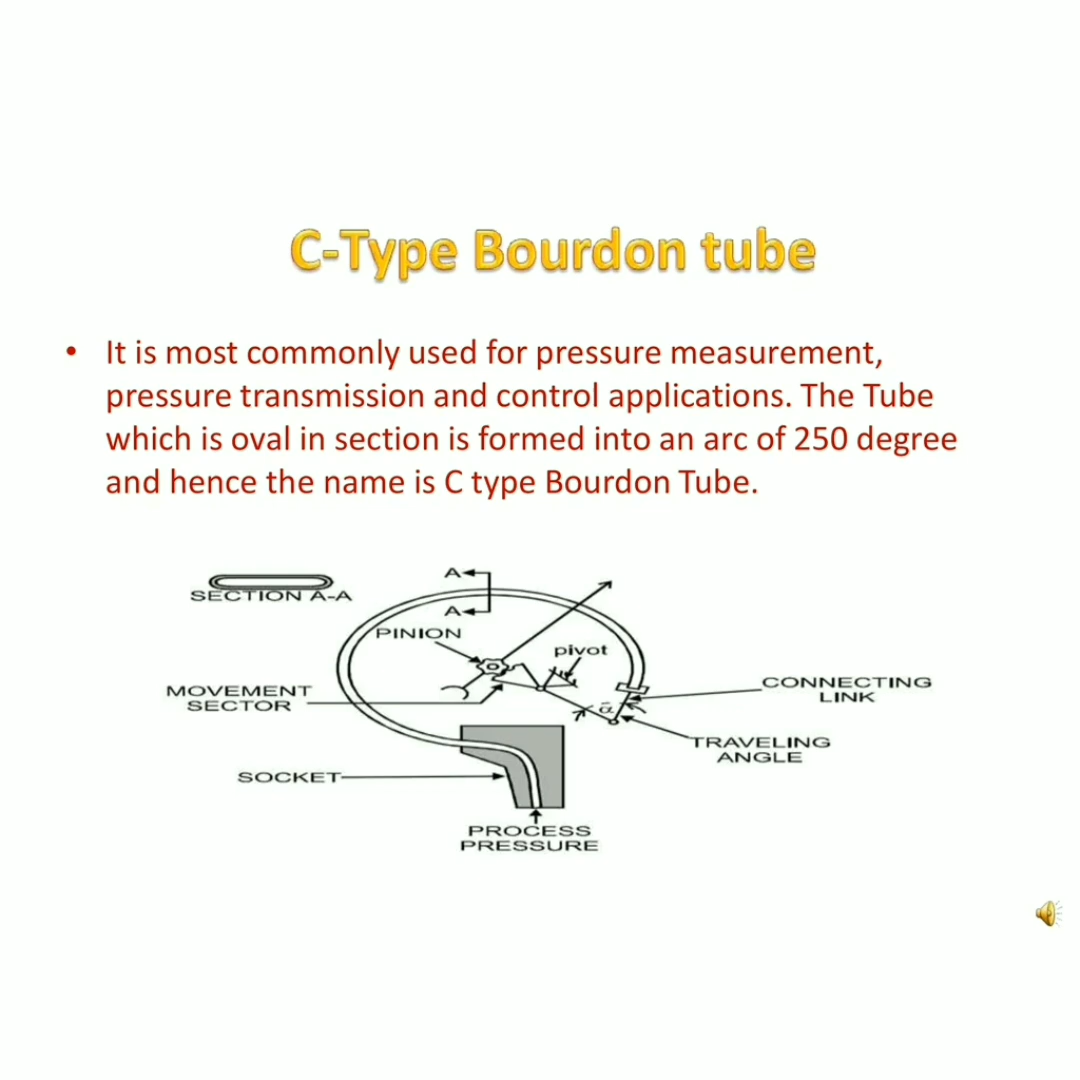 C-Type Bourdon tube
• It is most commonly used for pressure measurement,
pressure transmission and control applications. The Tube
which is oval in section is formed into an arc of 250 degree
and hence the name is C type Bourdon Tube.
A
SECTION A-A
A
PINION
pivot
MOVEMENT
SECTOR
CONNECTING
LINK
α
TRAVELING
ANGLE
SOCKET
PROCESS
PRESSURE